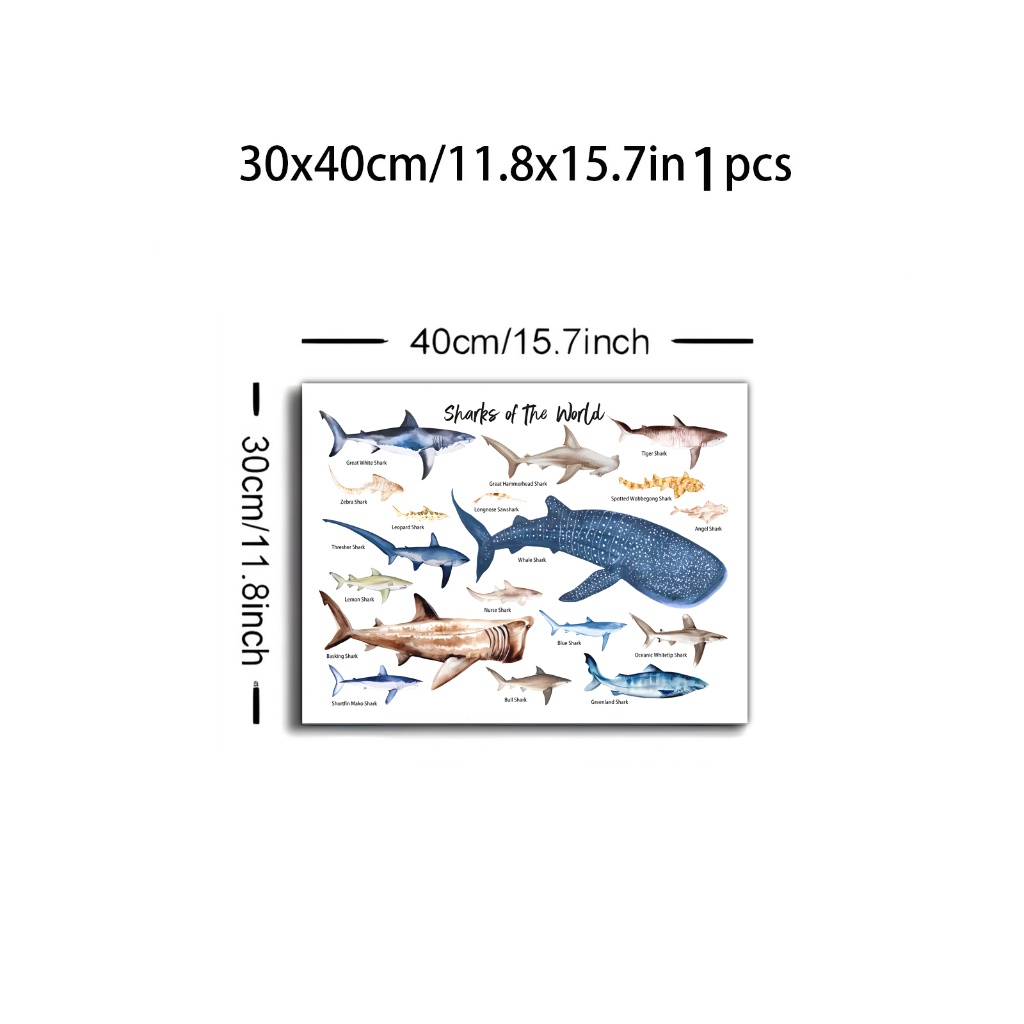 30x40cm/11.8x15.7in 1 pcs
40cm/15.7inch
30cm/11.8inch
Sharks of the World
Great White Shark
Tiger Shark
Great Hammerhead Shark
Zebra Shark
Spotted Wobbegong Shark
Longnose Sawshark
Leopard Shark
Angel Shark
Thresher Shark
Whale Shark
Lemon Shark
Nurse Shark
Blue Shark
Basking Shark
Oceanic Whitetip Shark
Shortfin Mako Shark
Bull Shark
Greenland Shark